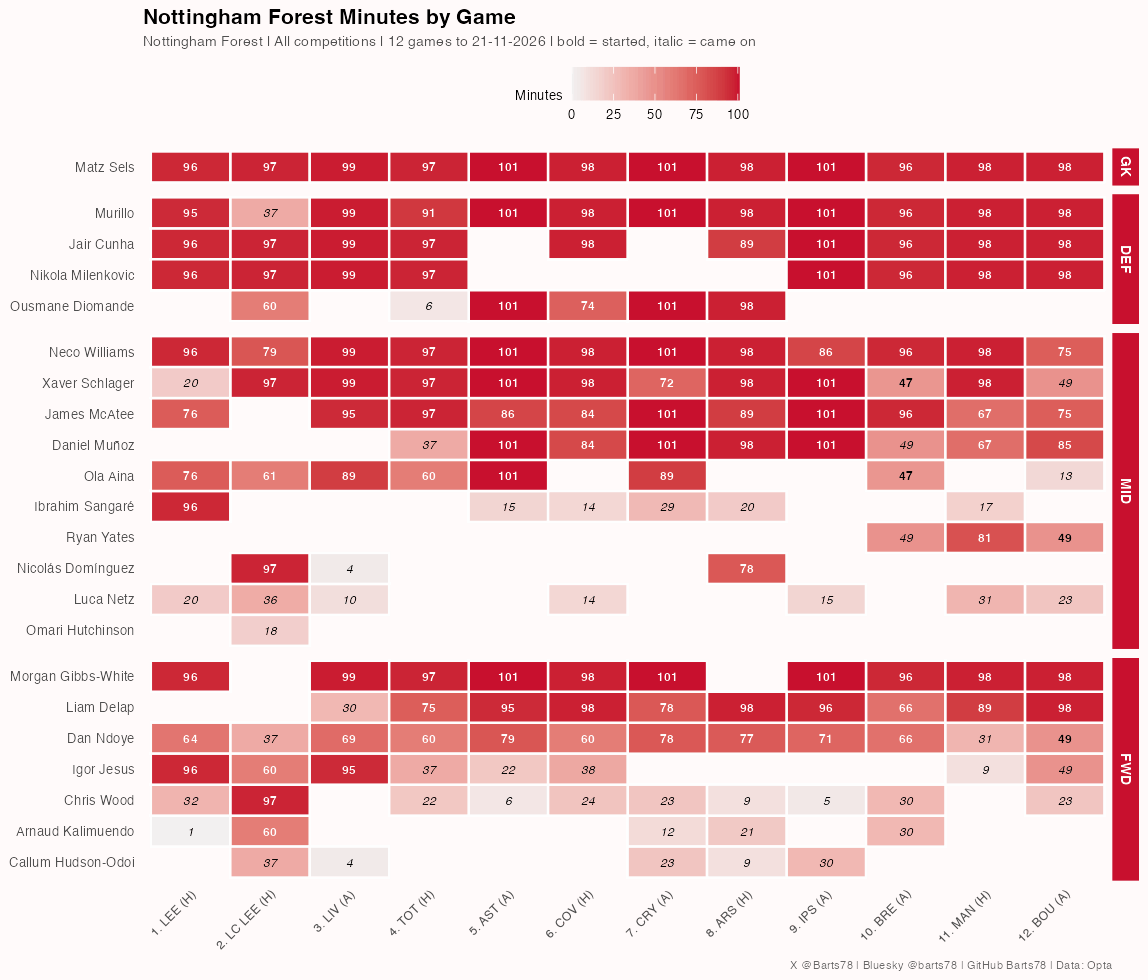 Nottingham Forest Minutes by Game
Nottingham Forest | All competitions | 12 games to 21-11-2026 | bold = started, italic = came on
Minutes
0 25 50 75 100
Matz Sels 96 97 99 97 101 98 101 98 101 96 98 98
GK
Murillo 95 37 99 91 101 98 101 98 101 96 98 98
Jair Cunha 96 97 99 97 98 89 101 96 98 98
Nikola Milenkovic 96 97 99 97 101 96 98 98
Ousmane Diomande 60 6 101 74 101 98
DEF
Neco Williams 96 79 99 97 101 98 101 98 86 96 98 75
Xaver Schlager 20 97 99 97 101 98 72 98 101 47 98 49
James McAtee 76 95 97 86 84 101 89 101 96 67 75
Daniel Muñoz 37 101 84 101 98 101 49 67 85
Ola Aina 76 61 89 60 101 89 47 13
Ibrahim Sangaré 96 15 14 29 20 17
Ryan Yates 49 81 49
Nicolás Domínguez 97 4 78
Luca Netz 20 36 10 14 15 31 23
Omari Hutchinson 18
MID
Morgan Gibbs-White 96 99 97 101 98 101 101 96 98 98
Liam Delap 30 75 95 98 78 98 96 66 89 98
Dan Ndoye 64 37 69 60 79 60 78 77 71 66 31 49
Igor Jesus 96 60 95 37 22 38 9 49
Chris Wood 32 97 22 6 24 23 9 5 30 23
Arnaud Kalimuendo 1 60 12 21 30
Callum Hudson-Odoi 37 4 23 9 30
FWD
1. LEE (H)
2. LC LEE (H)
3. LIV (A)
4. TOT (H)
5. AST (A)
6. COV (H)
7. CRY (A)
8. ARS (H)
9. IPS (A)
10. BRE (A)
11. MAN (H)
12. BOU (A)
X @Barts78 | Bluesky @barts78 | GitHub Barts78 | Data: Opta